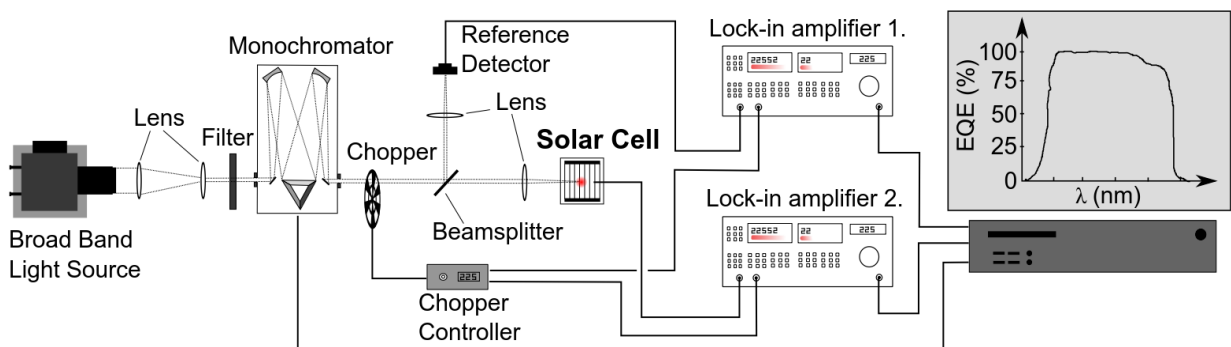 Monochromator
Reference
Detector
Lock-in amplifier 1.
22552
22
225
Lens
Filter
Chopper
Lens
Solar Cell
Beamsplitter
Broad Band
Light Source
Lock-in amplifier 2.
22552
22
225
225
Chopper
Controller
EQE (%)
100
75
50
25
0
λ (nm)